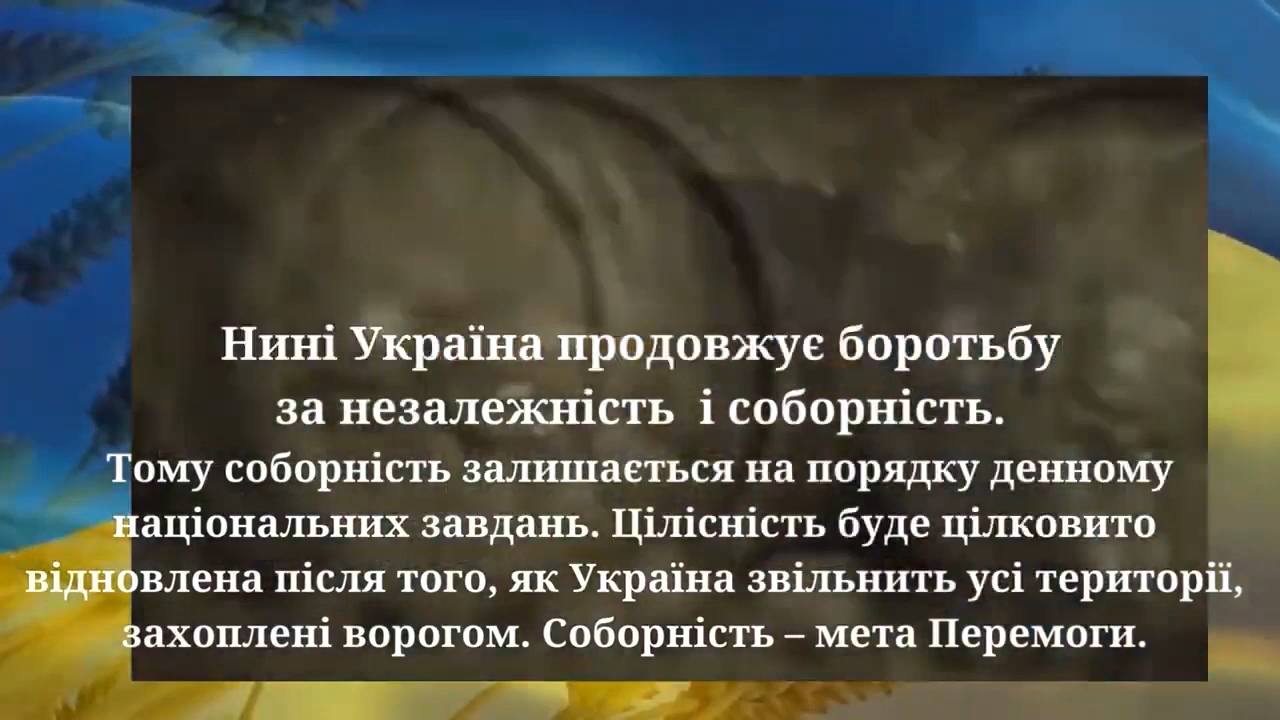 Нині Україна продовжує боротьбу
за незалежність і соборність.
Тому соборність залишається на порядку денному
національних завдань. Цілісність буде цілковито
відновлена після того, як Україна звільнить усі території,
захоплені ворогом. Соборність – мета Перемоги.